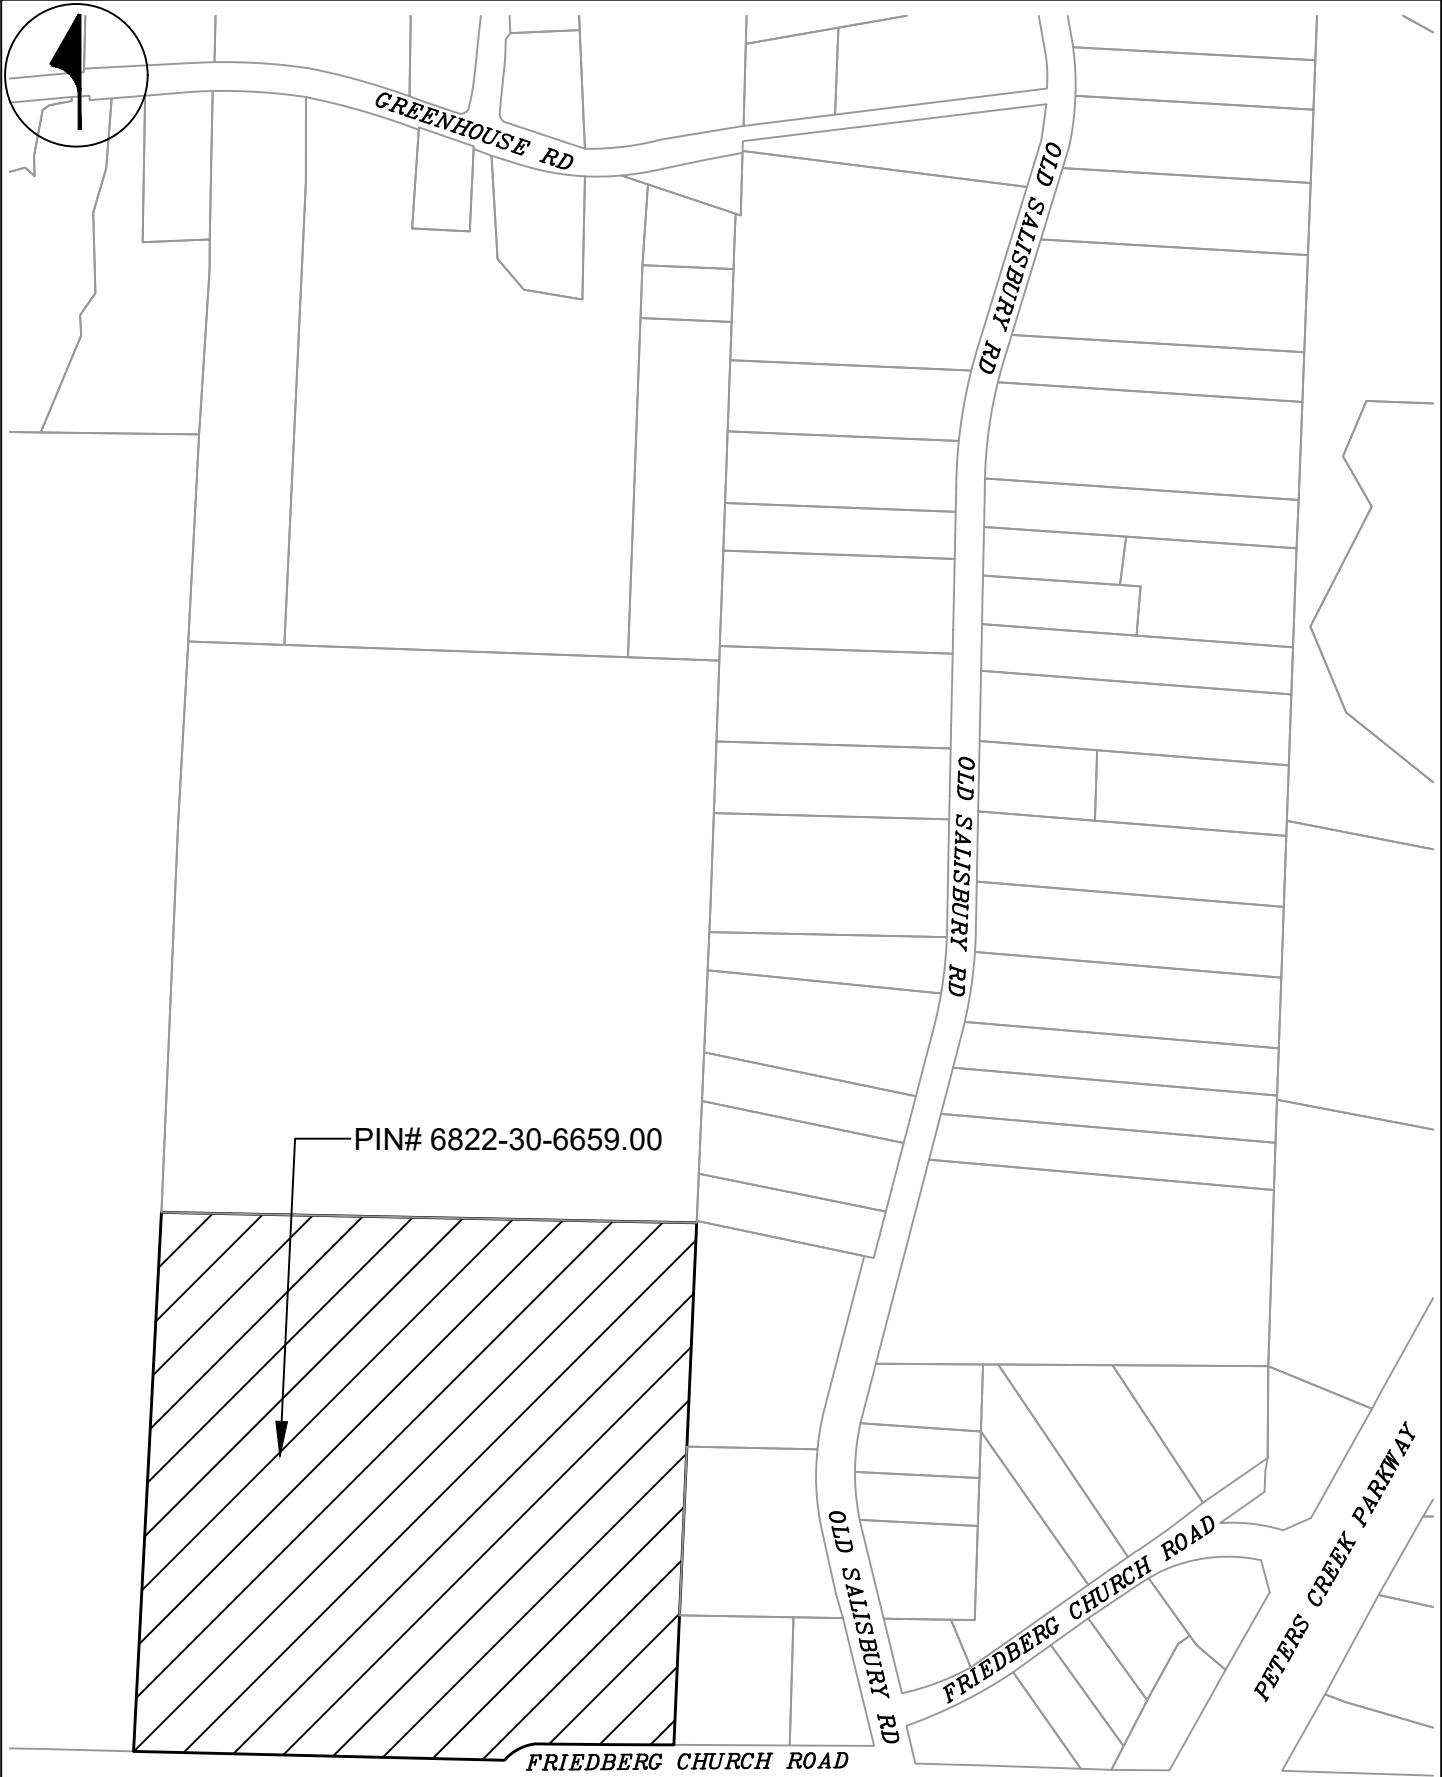 GREENHOUSE RD
OLD SALISBURY RD
OLD SALISBURY RD
PIN# 6822-30-6659.00
PETERS CREEK PARKWAY
OLD SALISBURY RD
FRIEDBERG CHURCH ROAD
FRIEDBERG CHURCH ROAD